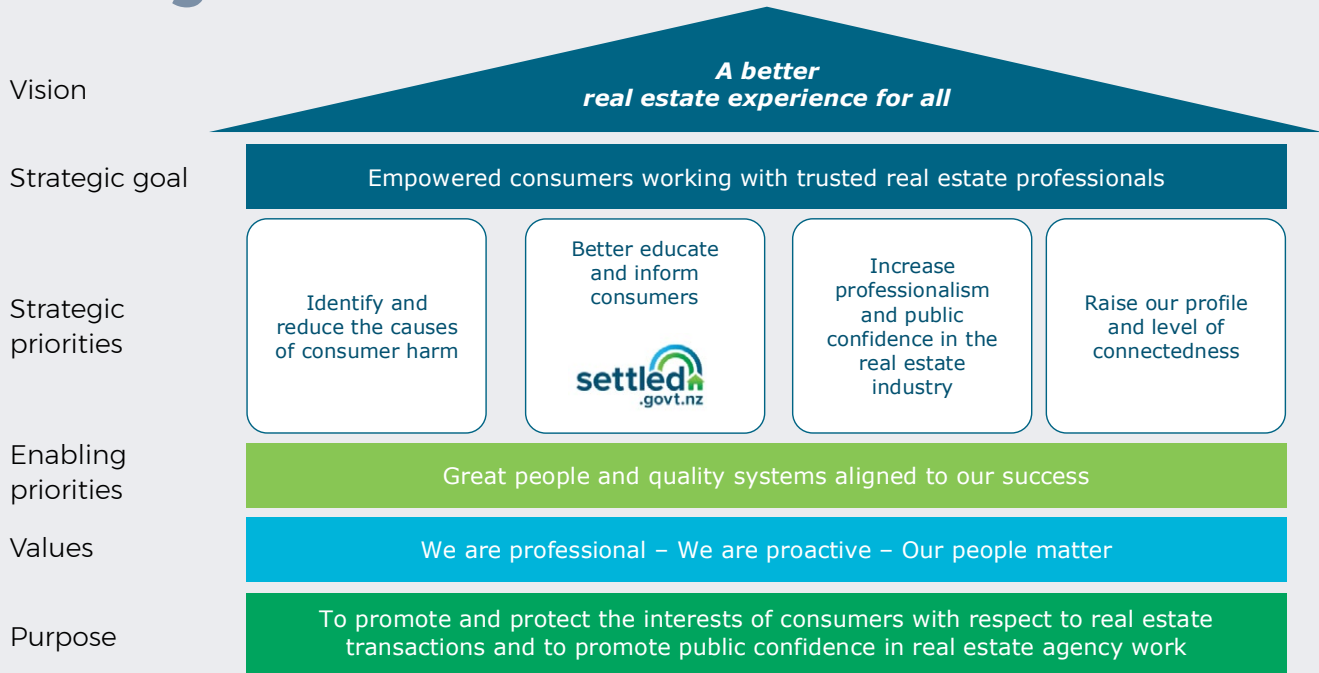 Vision
A better
real estate experience for all
Strategic goal
Empowered consumers working with trusted real estate professionals
Strategic
priorities
Identify and
reduce the causes
of consumer harm
Better educate
and inform
consumers
settled
.govt.nz
Increase
professionalism
and public
confidence in the
real estate
industry
Raise our profile
and level of
connectedness
Enabling
priorities
Great people and quality systems aligned to our success
Values
We are professional – We are proactive – Our people matter
Purpose
To promote and protect the interests of consumers with respect to real estate
transactions and to promote public confidence in real estate agency work